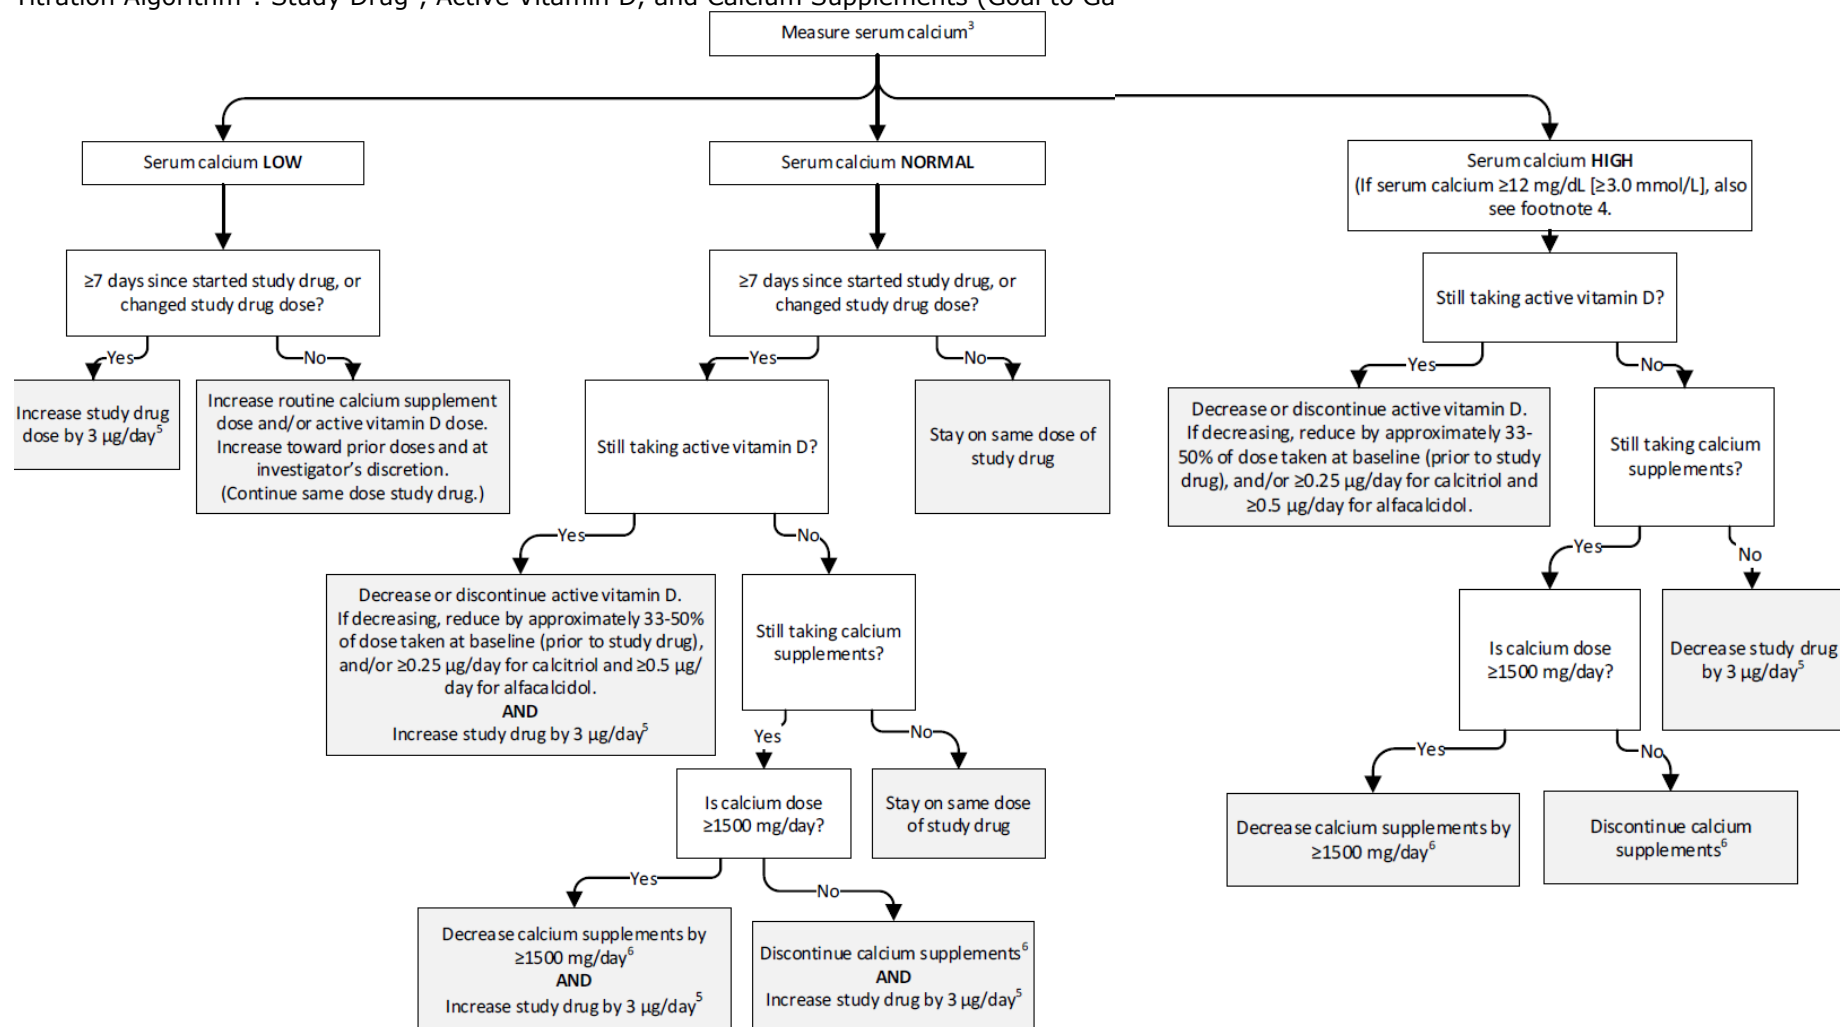 Titration Algorithm : Study Drug , Active Vitamin D, and Calcium Supplements (Goal to Ga
Measure serum calcium³
Serum calcium LOW
Serum calcium NORMAL
Serum calcium HIGH
(If serum calcium ≥12 mg/dL [≥3.0 mmol/L], also
see footnote 4.
≥7 days since started study drug, or
changed study drug dose?
≥7 days since started study drug, or
changed study drug dose?
Still taking active vitamin D?
Yes
No
Yes
No
Yes
No
Increase study drug
dose by 3 µg/day⁵
Increase routine calcium supplement
dose and/or active vitamin D dose.
Increase toward prior doses and at
investigator’s discretion.
(Continue same dose study drug.)
Still taking active vitamin D?
Stay on same dose of
study drug
Decrease or discontinue active vitamin D.
If decreasing, reduce by approximately 33-
50% of dose taken at baseline (prior to study
drug), and/or ≥0.25 µg/day for calcitriol and
≥0.5 µg/day for alfacalcidol.
Still taking calcium
supplements?
Yes
No
Yes
No
Decrease or discontinue active vitamin D.
If decreasing, reduce by approximately 33-50%
of dose taken at baseline (prior to study drug),
and/or ≥0.25 µg/day for calcitriol and ≥0.5 µg/
day for alfacalcidol.
AND
Increase study drug by 3 µg/day⁵
Still taking calcium
supplements?
Is calcium dose
≥1500 mg/day?
Decrease study drug
by 3 µg/day⁵
Yes
No
Yes
No
Is calcium dose
≥1500 mg/day?
Stay on same dose
of study drug
Decrease calcium supplements by
≥1500 mg/day⁶
Discontinue calcium
supplements⁶
Yes
No
Decrease calcium supplements by
≥1500 mg/day⁶
AND
Increase study drug by 3 µg/day⁵
Discontinue calcium supplements⁶
AND
Increase study drug by 3 µg/day⁵